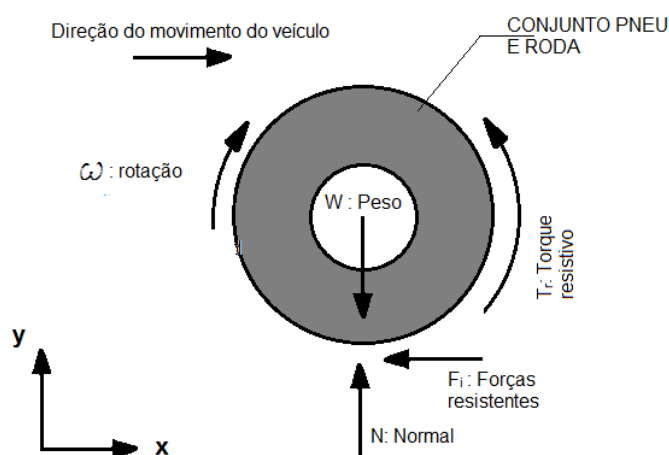 CONJUNTO PNEU
E RODA
Direção do movimento do veículo
ω : rotação
W : Peso
Tr: Torque
resistivo
y
Fi : Forças
resistentes
N: Normal
x